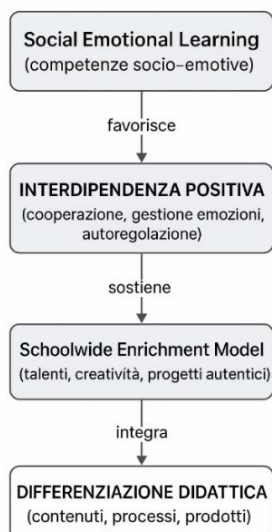 Social Emotional Learning
(competenze socio–emotive)
favorisce
INTERDIPENDENZA POSITIVA
(cooperazione, gestione emozioni,
autoregolazione)
sostiene
Schoolwide Enrichment Model
(talenti, creatività, progetti autentici)
integra
DIFFERENZIAZIONE DIDATTICA
(contenuti, processi, prodotti)